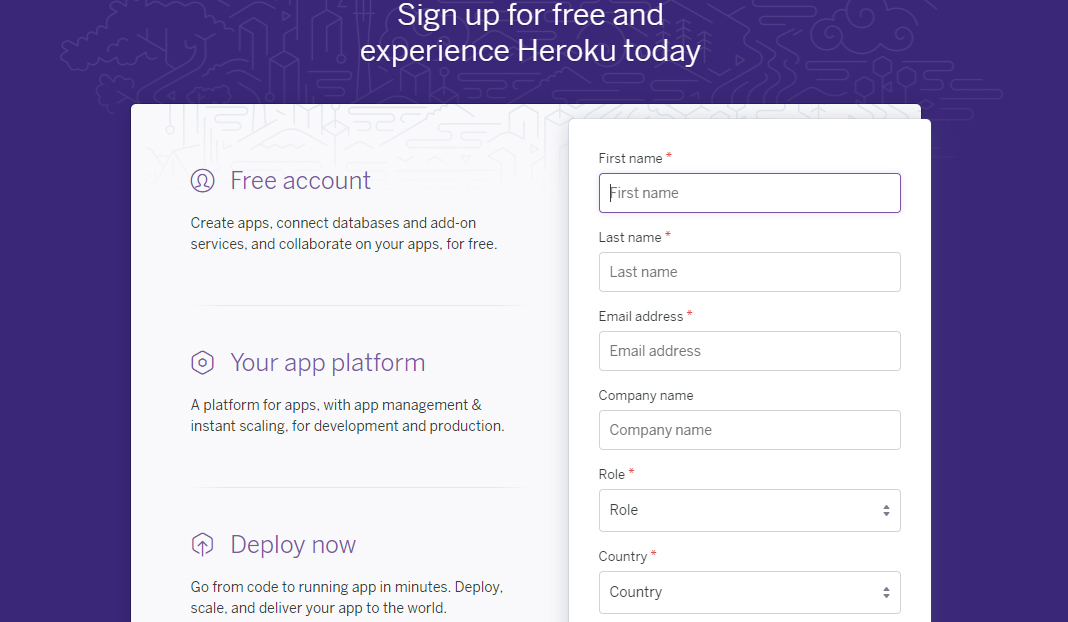 Sign up for free and
experience Heroku today
Free account
Create apps, connect databases and add-on
services, and collaborate on your apps, for free.
Your app platform
A platform for apps, with app management &
instant scaling, for development and production.
Deploy now
Go from code to running app in minutes. Deploy,
scale, and deliver your app to the world.
First name *
First name
Last name *
Last name
Email address *
Email address
Company name
Company name
Role *
Role
Country *
Country